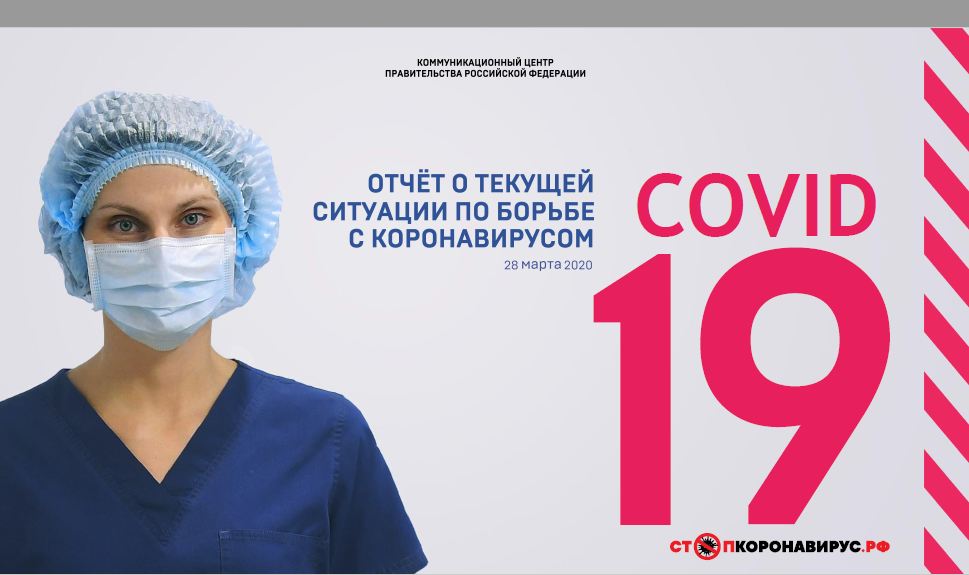 КОММУНИКАЦИОННЫЙ ЦЕНТР
ПРАВИТЕЛЬСТВА РОССИЙСКОЙ ФЕДЕРАЦИИ
ОТЧЁТ О ТЕКУЩЕЙ
СИТУАЦИИ ПО БОРЬБЕ
С КОРОНАВИРУСОМ
28 марта 2020
COVID
19
СТОПКОРОНАВИРУС.РФ